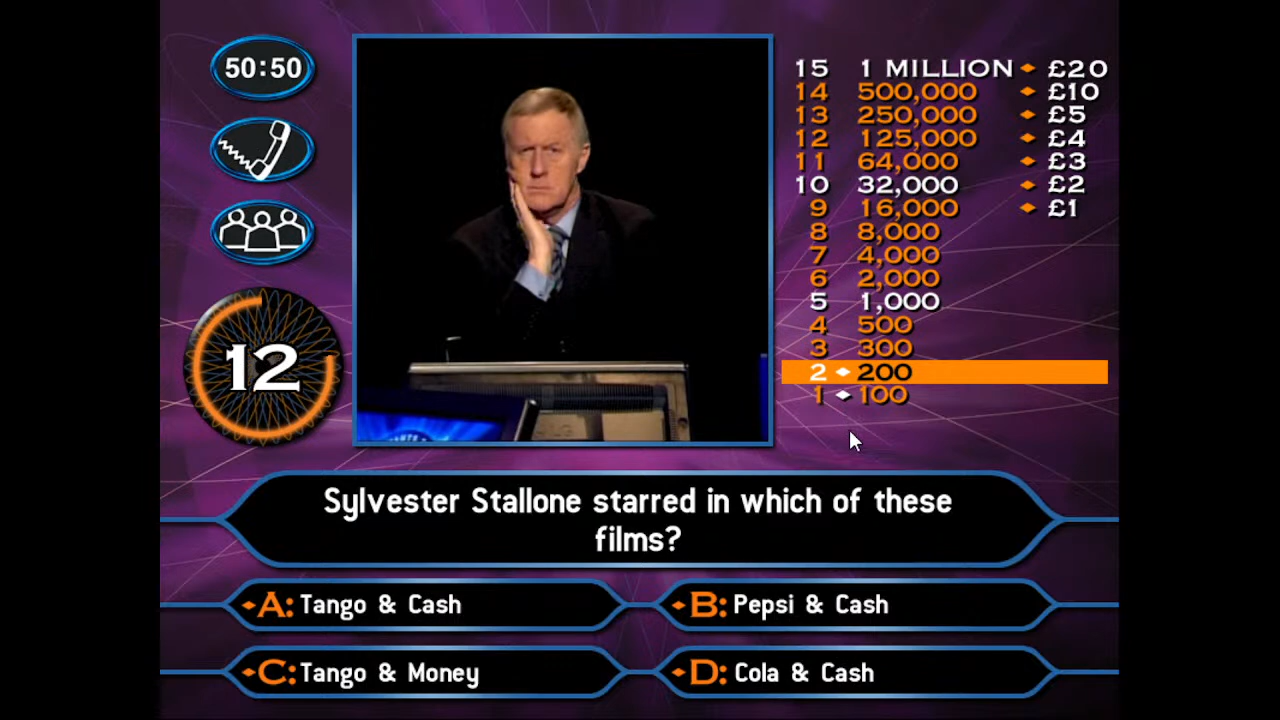 50:50
12
15 1 MILLION £20
14 500,000 £10
13 250,000 £5
12 125,000 £4
11 64,000 £3
10 32,000 £2
9 16,000 £1
8 8,000
7 4,000
6 2,000
5 1,000
4 500
3 300
2 200
1 100
Sylvester Stallone starred in which of these
films?
A: Tango & Cash
B: Pepsi & Cash
C: Tango & Money
D: Cola & Cash